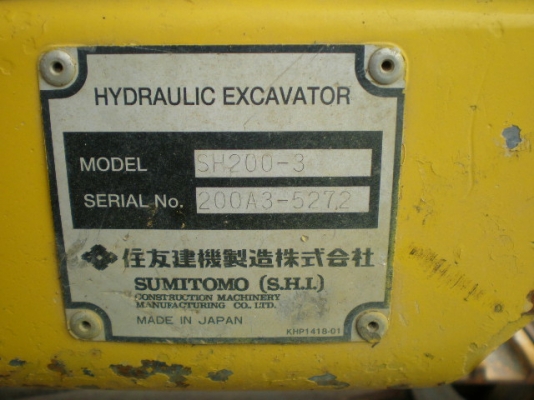 HYDRAULIC EXCAVATOR
MODEL SH200-3
SERIAL No. 200A3-5272
住友建機製造株式会社
SUMITOMO (S.H.I.)
CONSTRUCTION MACHINERY
MANUFACTURING CO., LTD.
MADE IN JAPAN
KHP1418-01